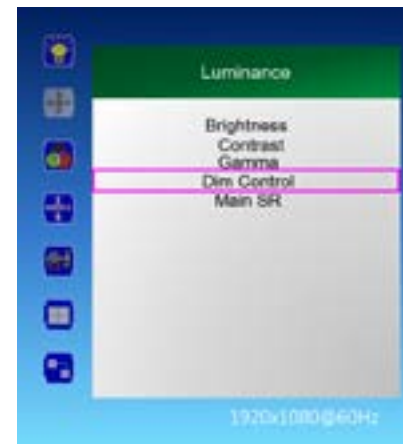 Luminance
Brightness
Contrast
Gamma
Dim Control
Main SR
1920x1080@60Hz